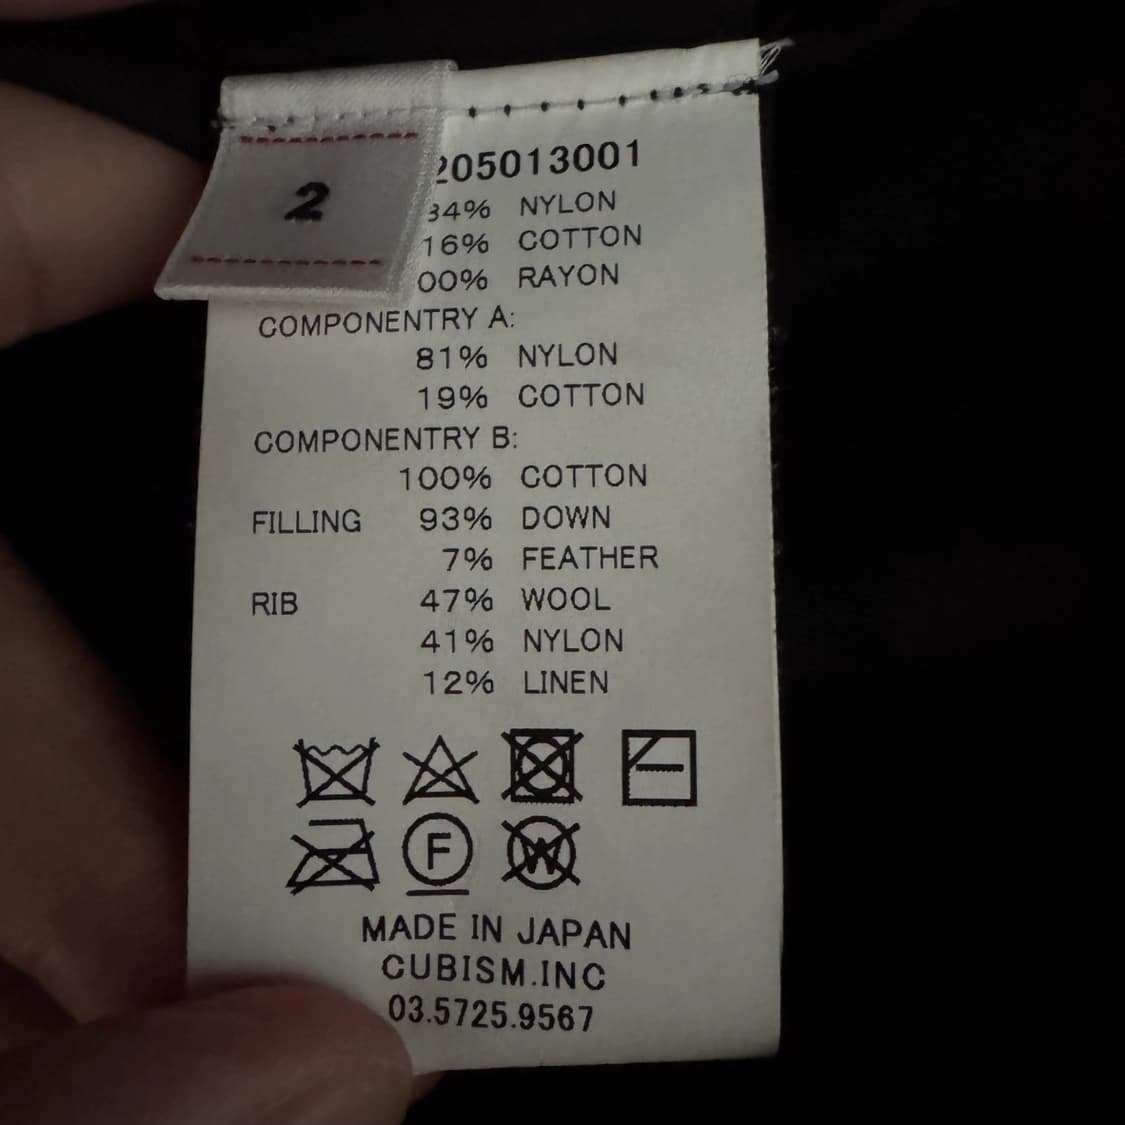 2
205013001
84% NYLON
16% COTTON
00% RAYON
COMPONENTRY A:
81% NYLON
19% COTTON
COMPONENTRY B:
100% COTTON
FILLING 93% DOWN
7% FEATHER
RIB 47% WOOL
41% NYLON
12% LINEN
F
W
MADE IN JAPAN
CUBISM.INC
03.5725.9567